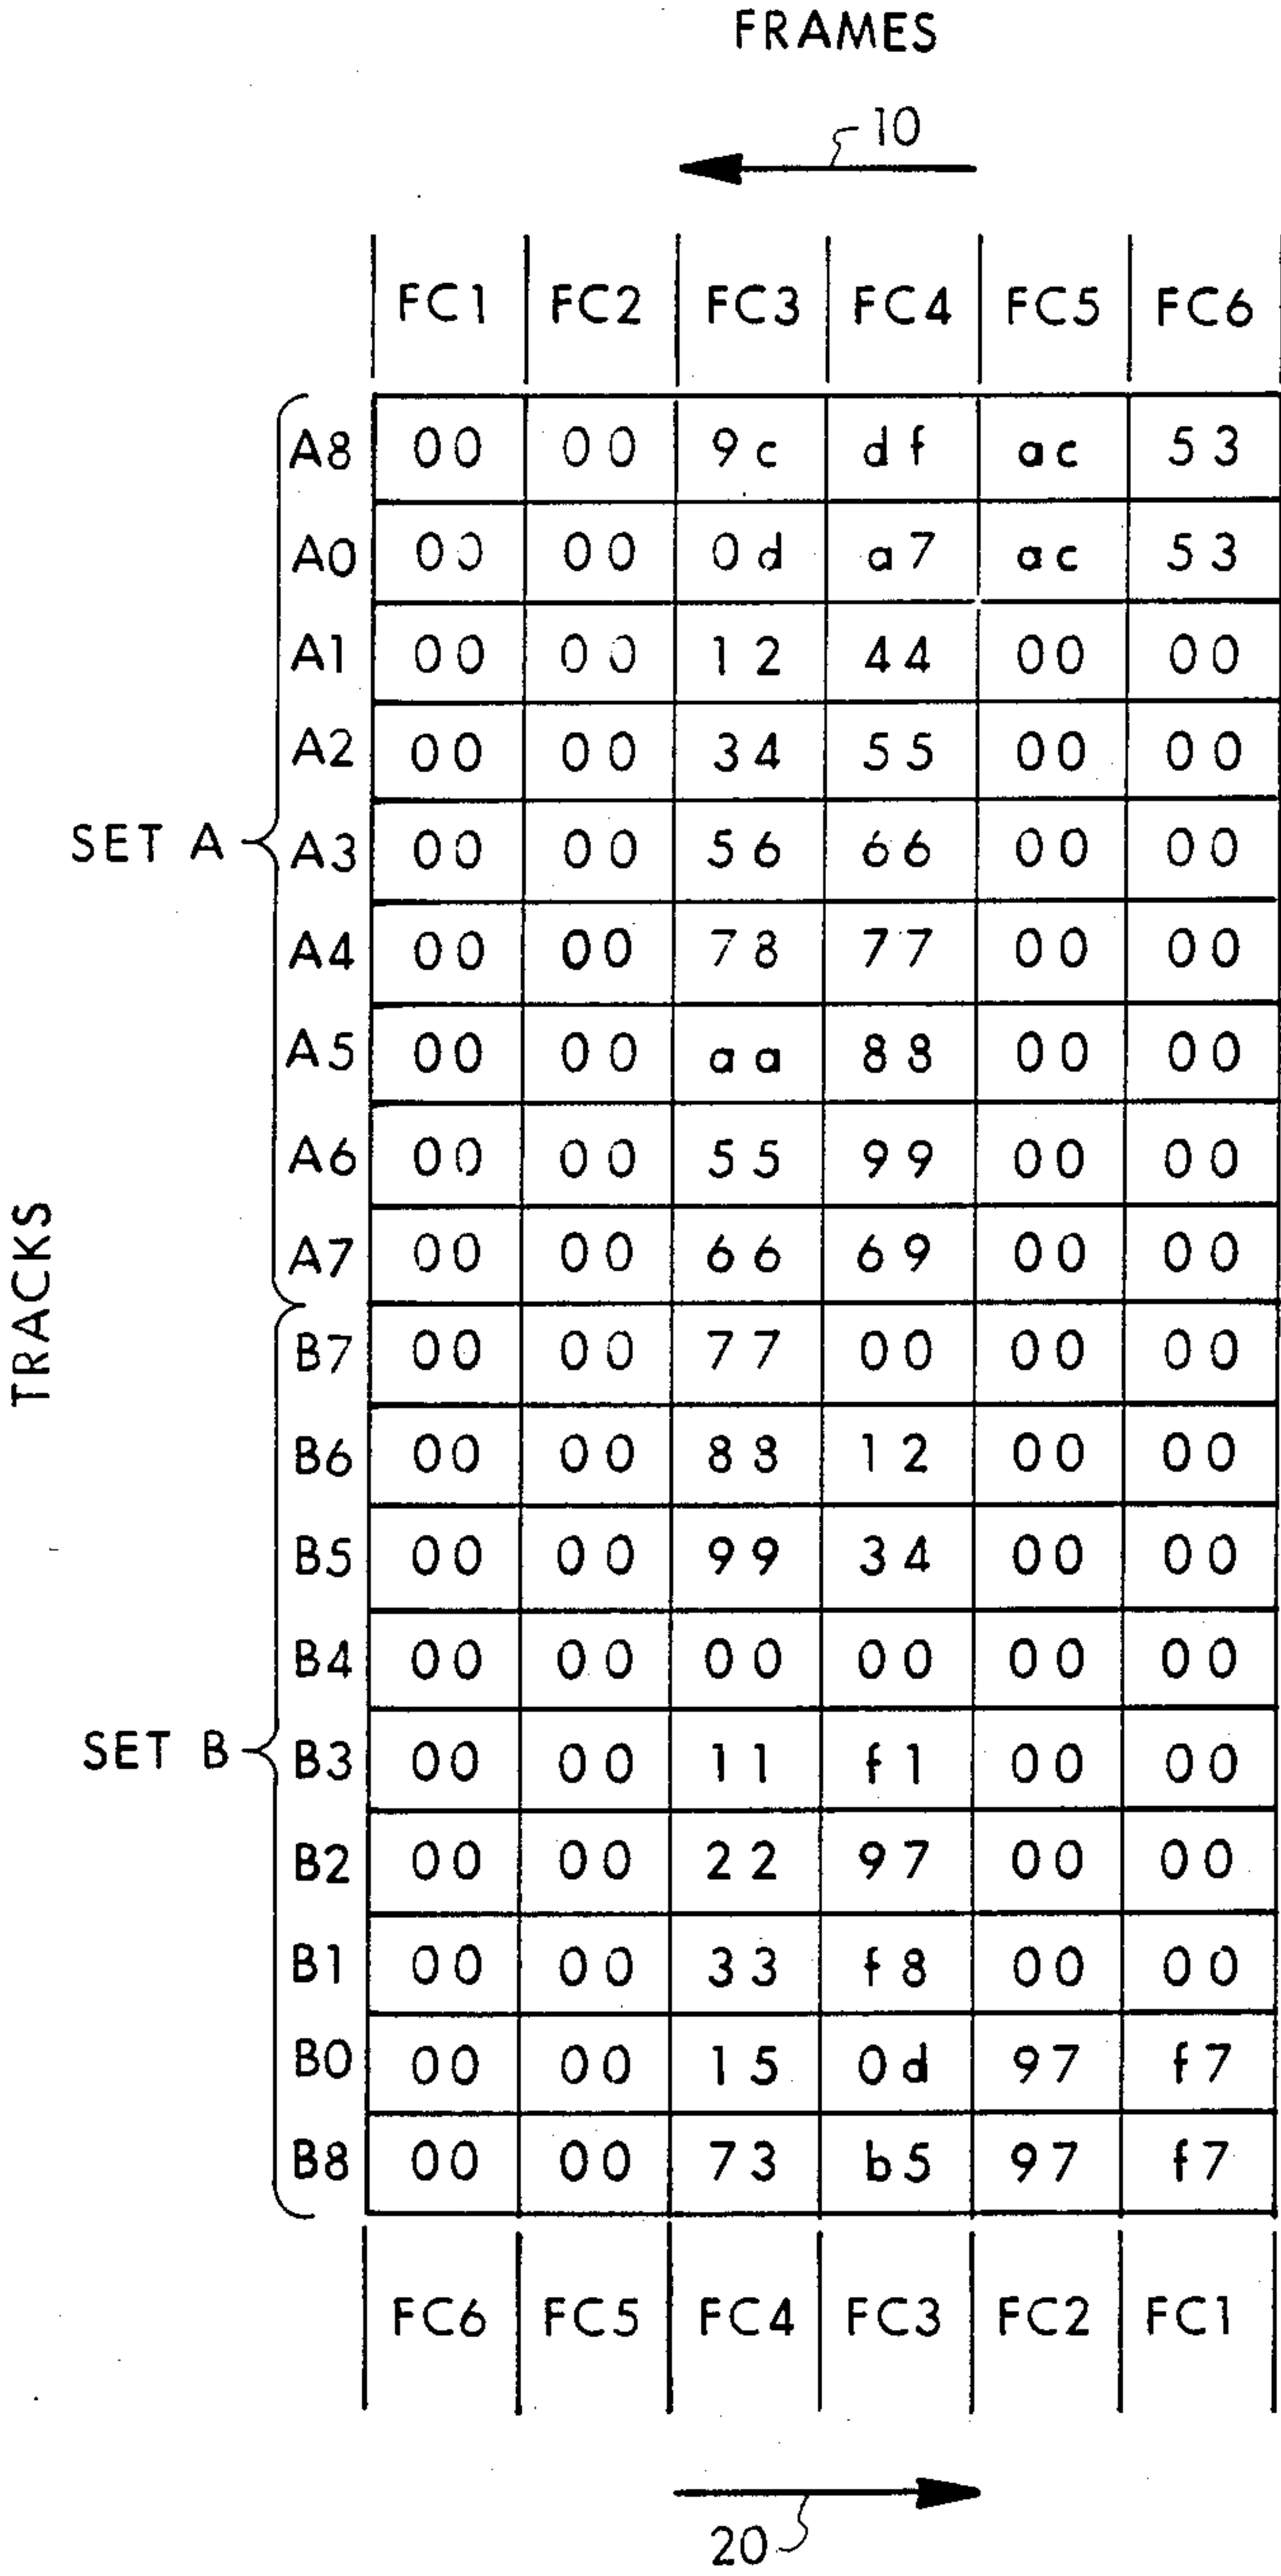 FRAMES
10
FC1 FC2 FC3 FC4 FC5 FC6
A8 00 00 9c df ac 53
A0 00 00 0d a7 ac 53
A1 00 00 12 44 00 00
A2 00 00 34 55 00 00
SET A A3 00 00 56 66 00 00
A4 00 00 78 77 00 00
A5 00 00 aa 88 00 00
A6 00 00 55 99 00 00
A7 00 00 66 69 00 00
TRACKS
B7 00 00 77 00 00 00
B6 00 00 88 12 00 00
B5 00 00 99 34 00 00
B4 00 00 00 00 00 00
SET B B3 00 00 11 f1 00 00
B2 00 00 22 97 00 00
B1 00 00 33 f8 00 00
B0 00 00 15 0d 97 f7
B8 00 00 73 b5 97 f7
FC6 FC5 FC4 FC3 FC2 FC1
20